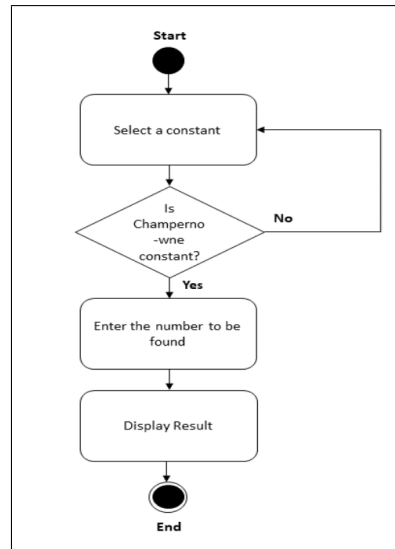 Start
Select a constant
Is
Champerno
-wne
constant?
No
Yes
Enter the number to be
found
Display Result
End